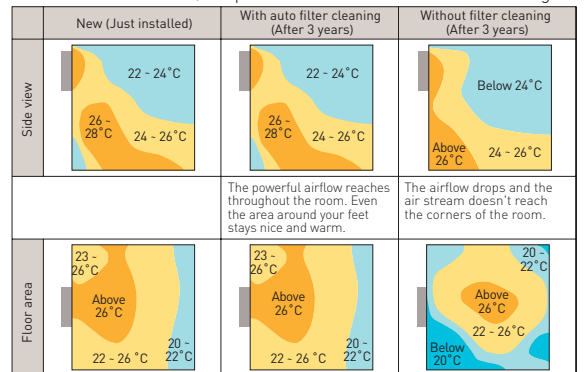 New (Just installed)
With auto filter cleaning
(After 3 years)
Without filter cleaning
(After 3 years)
Side view
22 ~ 24˚C
26 ~
28˚C
24 ~ 26˚C
22 ~ 24˚C
26 ~
28˚C
24 ~ 26˚C
Below 24˚C
Above
26˚C
24 ~ 26˚C
The powerful airflow reaches
throughout the room. Even
the area around your feet
stays nice and warm.
The airflow drops and the
air stream doesn't reach
the corners of the room.
Floor area
23 ~
26˚C
Above
26˚C
20 ~
22˚C
22 ~ 26 ˚C
23 ~
26˚C
Above
26˚C
20 ~
22˚C
22 ~ 26 ˚C
20 ~
22˚C
Above
26˚C
22 ~ 26˚C
Below
20˚C